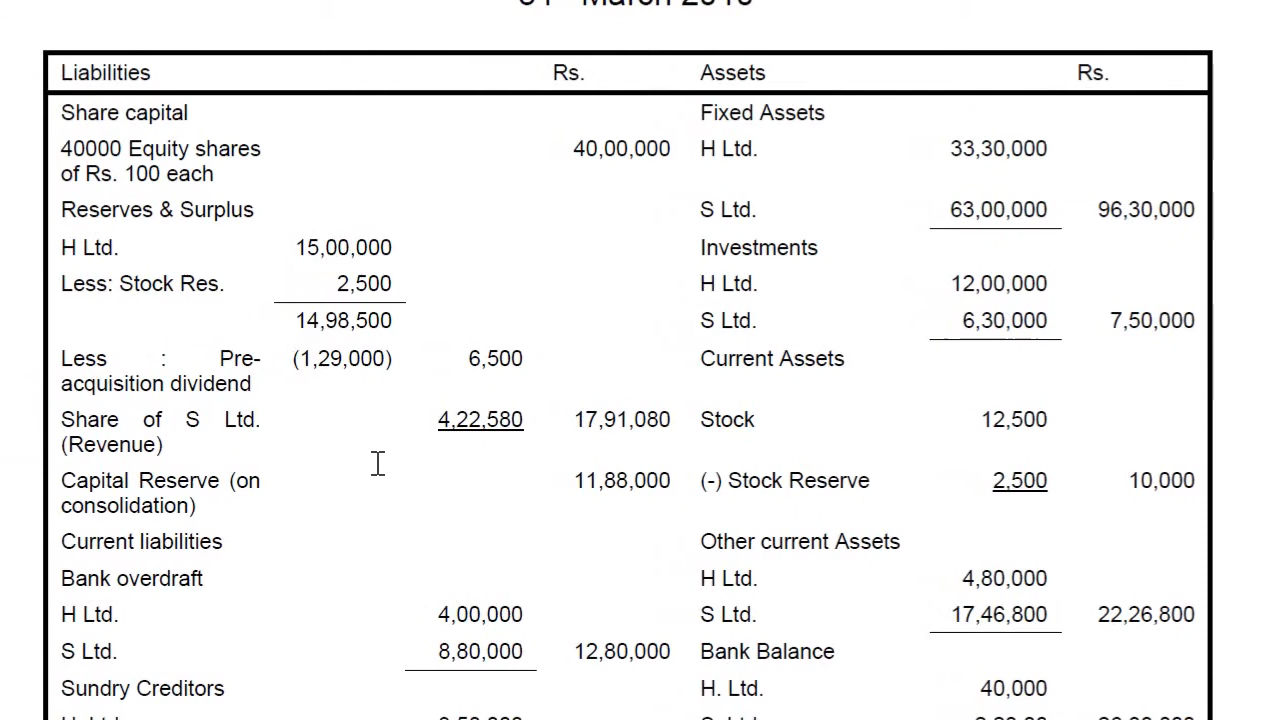 Liabilities Rs. Assets Rs.
Share capital Fixed Assets
40000 Equity shares 40,00,000 H Ltd. 33,30,000
of Rs. 100 each
Reserves & Surplus S Ltd. 63,00,000 96,30,000
H Ltd. 15,00,000 Investments
Less: Stock Res. 2,500 H Ltd. 12,00,000
14,98,500 S Ltd. 6,30,000 7,50,000
Less : Pre- (1,29,000) 6,500 Current Assets
acquisition dividend
Share of S Ltd. 4,22,580 17,91,080 Stock 12,500
(Revenue)
Capital Reserve (on 11,88,000 (-) Stock Reserve 2,500 10,000
consolidation)
Current liabilities Other current Assets
Bank overdraft H Ltd. 4,80,000
H Ltd. 4,00,000 S Ltd. 17,46,800 22,26,800
S Ltd. 8,80,000 12,80,000 Bank Balance
Sundry Creditors H. Ltd. 40,000